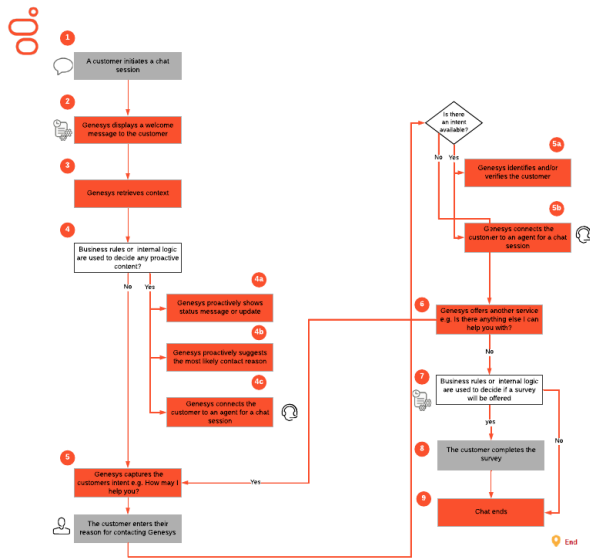 1
A customer initiates a chat
session
2
Genesys displays a welcome
message to the customer
3
Genesys retrieves context
4
Business rules or internal logic
are used to decide any proactive
content?
No
Yes
4a
Genesys proactively shows
status message or update
4b
Genesys proactively suggests
the most likely contact reason
4c
Genesys connects the
customer to an agent for a chat
session
5
Genesys captures the
customers intent e.g. How may I
help you?
Yes
The customer enters their
reason for contacting Genesys
Is there
an intent
available?
No
Yes
5a
Genesys identifies and/or
verifies the customer
5b
Genesys connects the
customer to an agent for a chat
session
6
Genesys offers another service
e.g. Is there anything else I can
help you with?
No
7
Business rules or internal logic
are used to decide if a survey
will be offered
yes
No
8
The customer completes the
survey
9
Chat ends
End